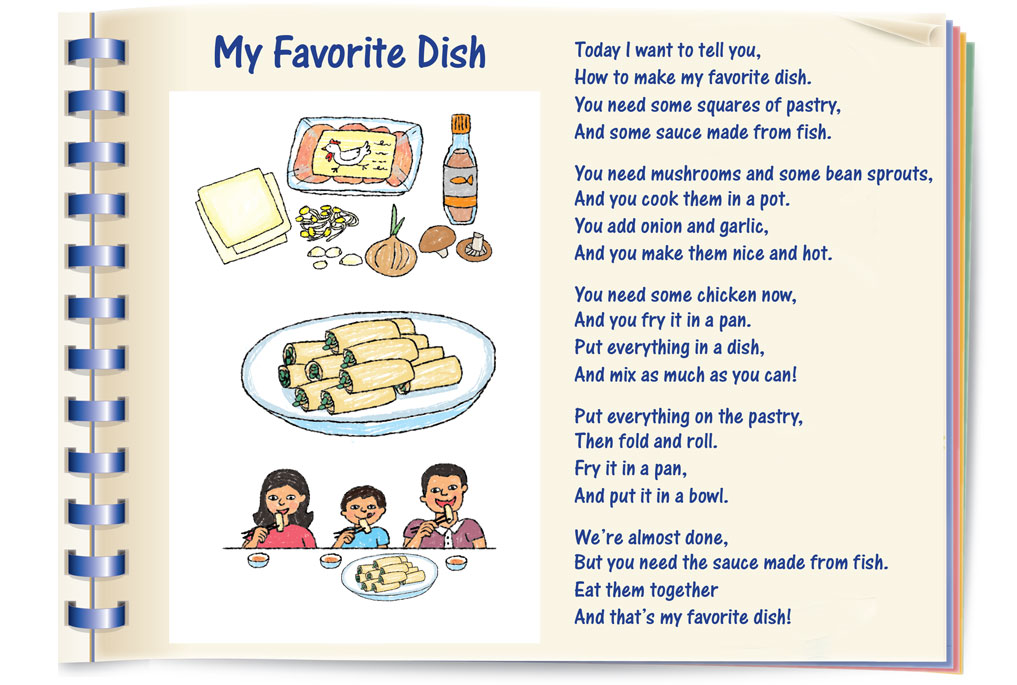 My Favorite Dish
Today I want to tell you,
How to make my favorite dish.
You need some squares of pastry,
And some sauce made from fish.
You need mushrooms and some bean sprouts,
And you cook them in a pot.
You add onion and garlic,
And you make them nice and hot.
You need some chicken now,
And you fry it in a pan.
Put everything in a dish,
And mix as much as you can!
Put everything on the pastry,
Then fold and roll.
Fry it in a pan,
And put it in a bowl.
We're almost done,
But you need the sauce made from fish.
Eat them together
And that's my favorite dish!